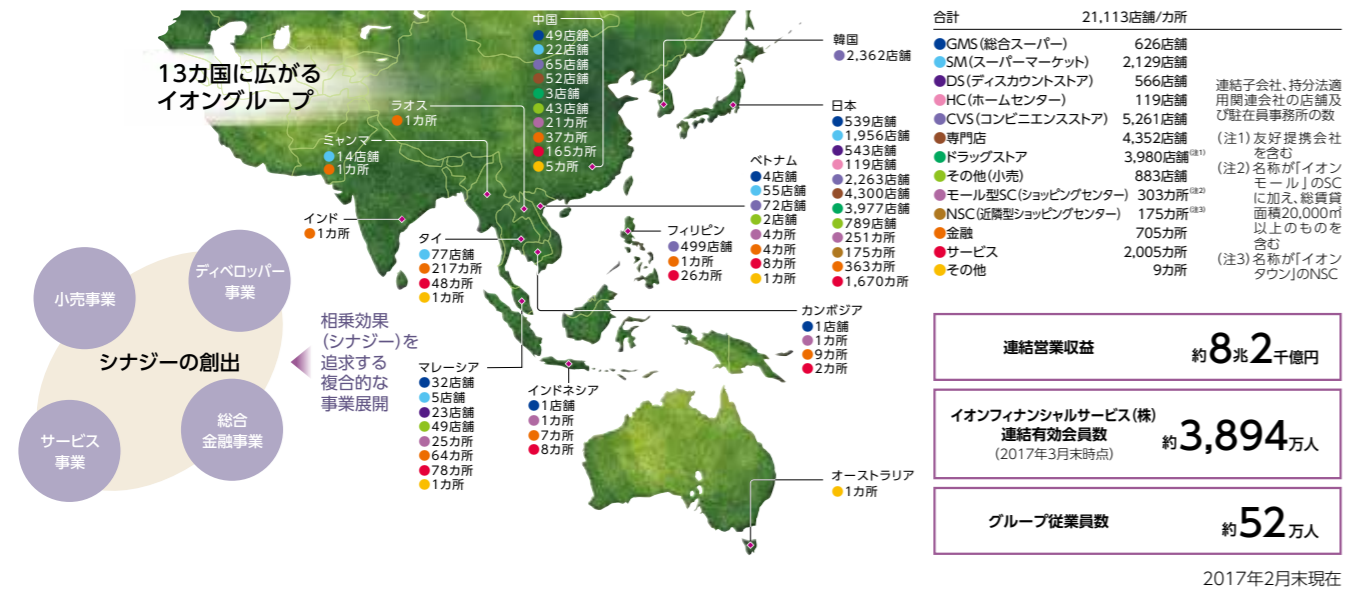 13カ国に広がる
イオングループ
中国
49店舗
22店舗
65店舗
52店舗
3店舗
43店舗
21カ所
37カ所
165カ所
5カ所
ラオス
1カ所
ミャンマー
14店舗
1カ所
インド
1カ所
タイ
77店舗
217カ所
48カ所
1カ所
ベトナム
4店舗
55店舗
72店舗
2店舗
4カ所
4カ所
8カ所
1カ所
フィリピン
499店舗
1カ所
26カ所
韓国
2,362店舗
日本
539店舗
1,956店舗
543店舗
119店舗
2,263店舗
4,300店舗
3,977店舗
789店舗
251カ所
175カ所
363カ所
1,670カ所
カンボジア
1店舗
1カ所
9カ所
2カ所
マレーシア
32店舗
5店舗
23店舗
49店舗
25カ所
64カ所
78カ所
1カ所
インドネシア
1店舗
1カ所
7カ所
8カ所
オーストラリア
1カ所
小売事業
ディベロッパー
事業
シナジーの創出
サービス
事業
総合
金融事業
相乗効果
(シナジー)を
追求する
複合的な
事業展開
合計 21,113店舗/カ所
GMS(総合スーパー) 626店舗
SM(スーパーマーケット) 2,129店舗
DS(ディスカウントストア) 566店舗
HC(ホームセンター) 119店舗
CVS(コンビニエンスストア) 5,261店舗
専門店 4,352店舗
ドラッグストア 3,980店舗(注1)
その他(小売) 883店舗
モール型SC(ショッピングセンター) 303カ所(注2)
NSC(近隣型ショッピングセンター) 175カ所(注3)
金融 705カ所
サービス 2,005カ所
その他 9カ所
連結子会社、持分法適
用関連会社の店舗及
び駐在員事務所の数
(注1)友好提携会社
を含む
(注2)名称が「イオン
モール」のSC
に加え、総賃貸
面積20,000㎡
以上のものを
含む
(注3)名称が「イオン
タウン」のNSC
連結営業収益 約8兆2千億円
イオンフィナンシャルサービス(株)
連結有効会員数
(2017年3月末時点)
約3,894万人
グループ従業員数 約52万人
2017年2月末現在